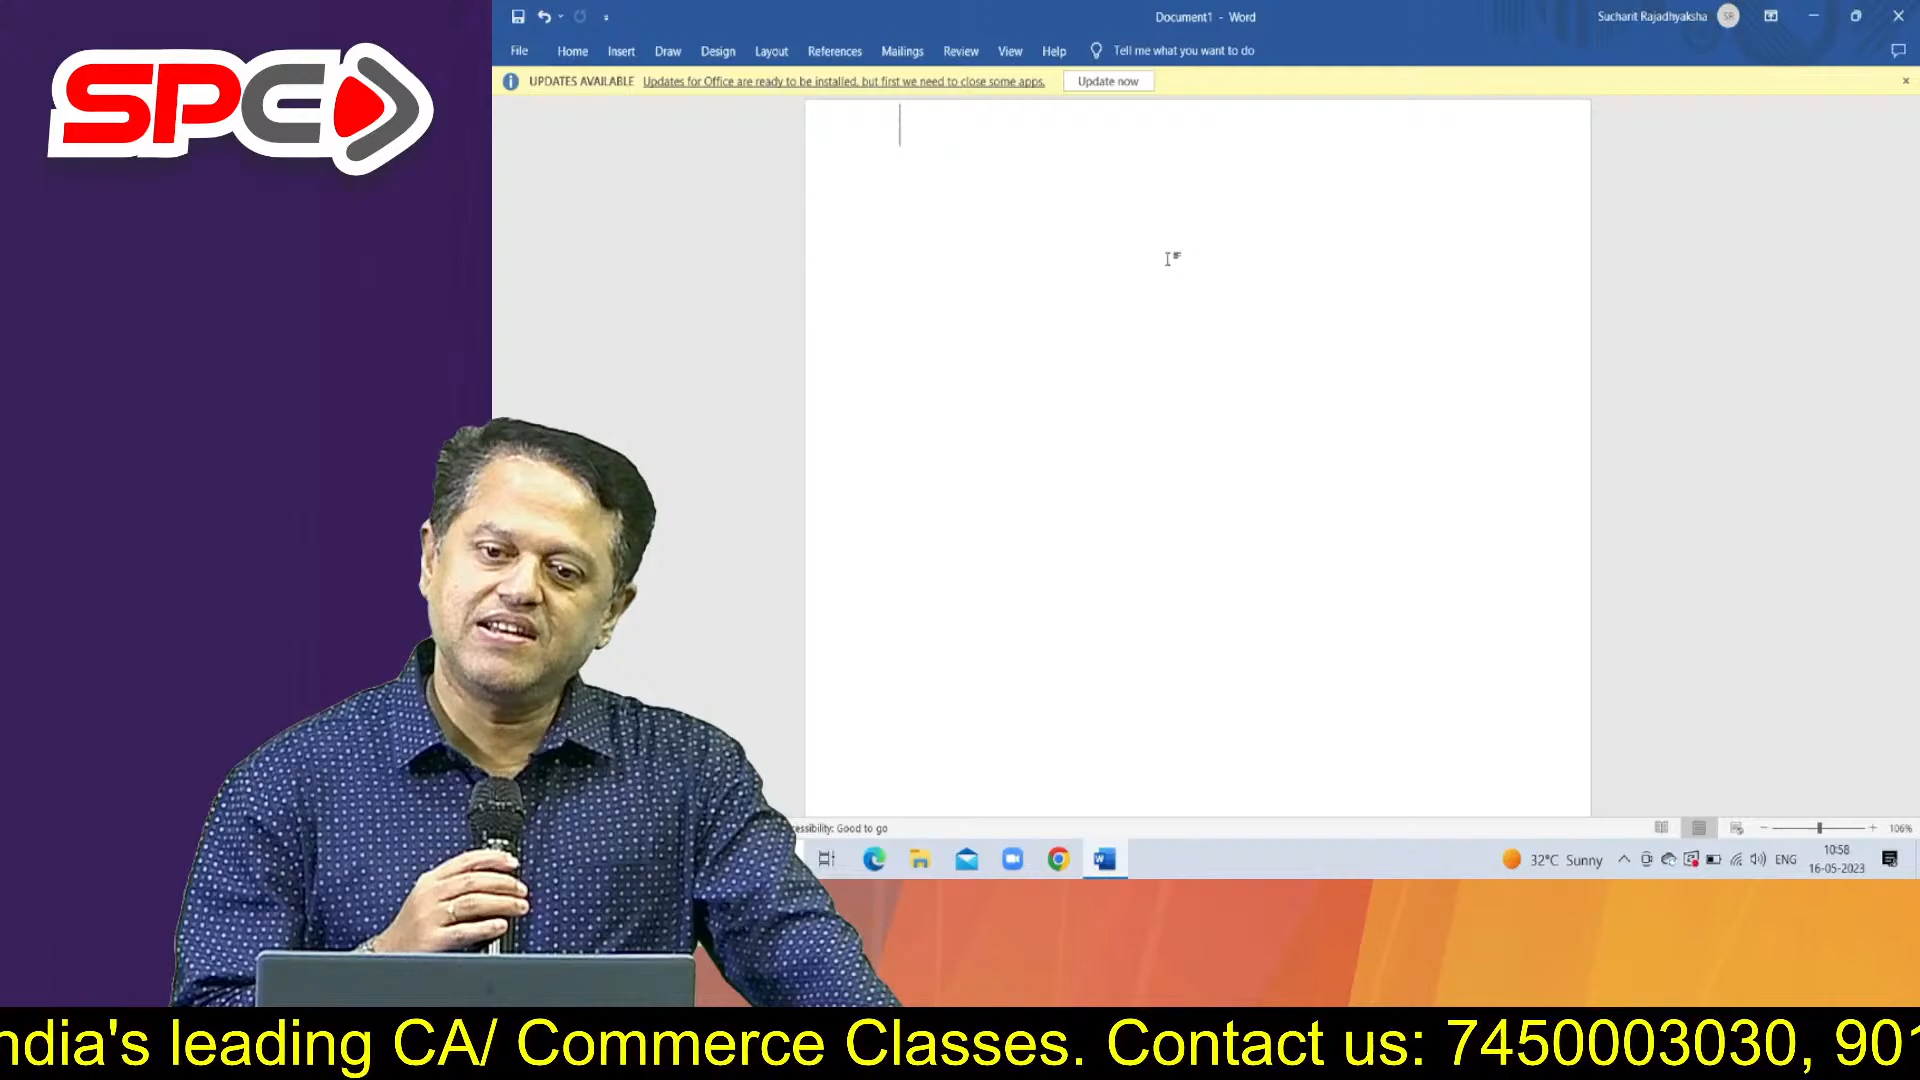 SPE
Document1 - Word
Sucharit Rajadhyaksha
SR
File Home Insert Draw Design Layout References Mailings Review View Help Tell me what you want to do
UPDATES AVAILABLE Updates for Office are ready to be installed, but first we need to close some apps. Update now
cessibility: Good to go
106%
32°C Sunny
ENG
10:58
16-05-2023
ndia's leading CA/ Commerce Classes. Contact us: 7450003030, 901